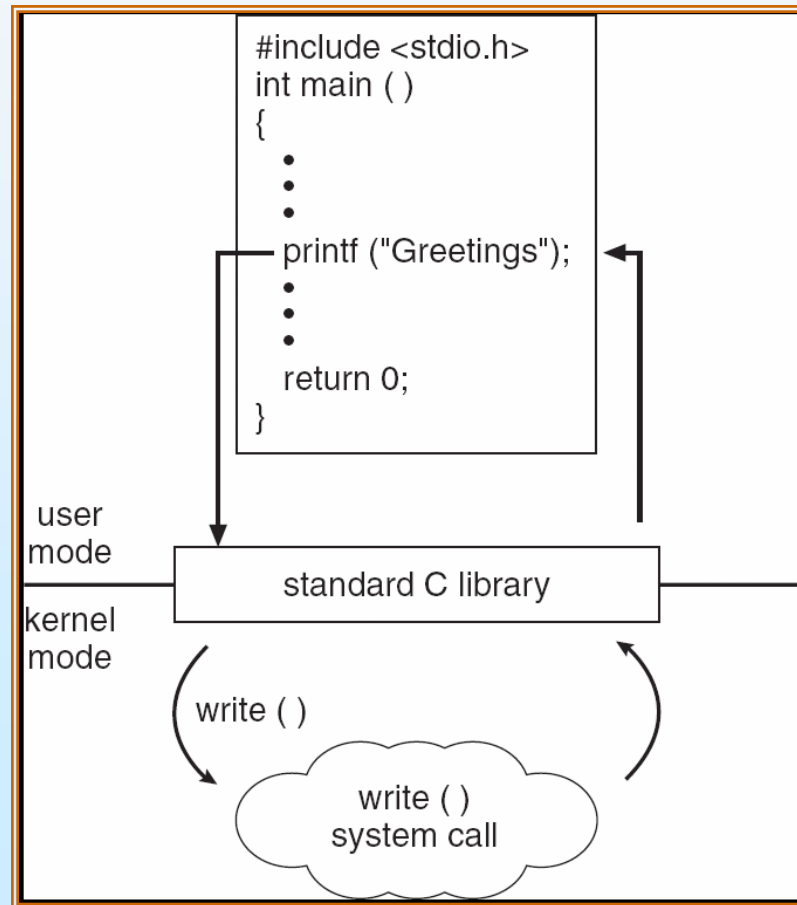 #include <stdio.h>
int main ( )
{
•
•
•
printf ("Greetings");
•
•
•
return 0;
}
user
mode
standard C library
kernel
mode
write ( )
write ( )
system call